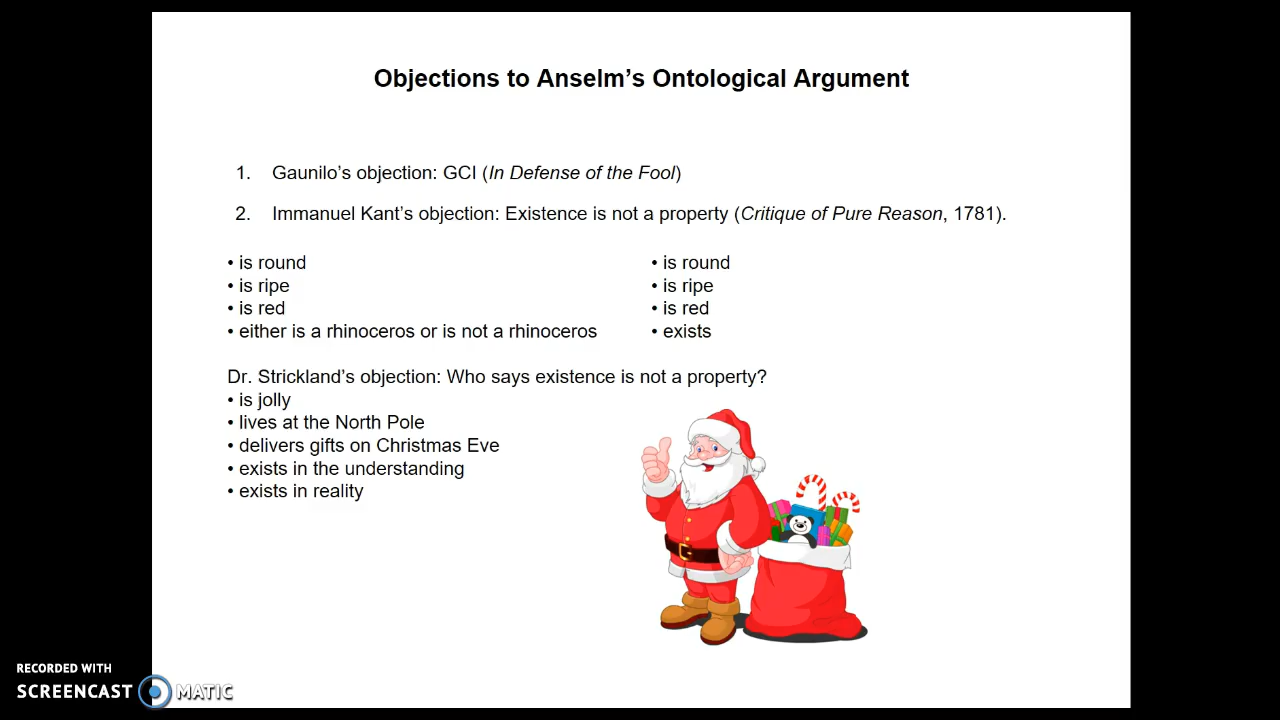 Objections to Anselm's Ontological Argument
1. Gaunilo's objection: GCI (In Defense of the Fool)
2. Immanuel Kant's objection: Existence is not a property (Critique of Pure Reason, 1781).
• is round
• is ripe
• is red
• either is a rhinoceros or is not a rhinoceros
• is round
• is ripe
• is red
• exists
Dr. Strickland's objection: Who says existence is not a property?
• is jolly
• lives at the North Pole
• delivers gifts on Christmas Eve
• exists in the understanding
• exists in reality
RECORDED WITH
SCREENCAST MATIC